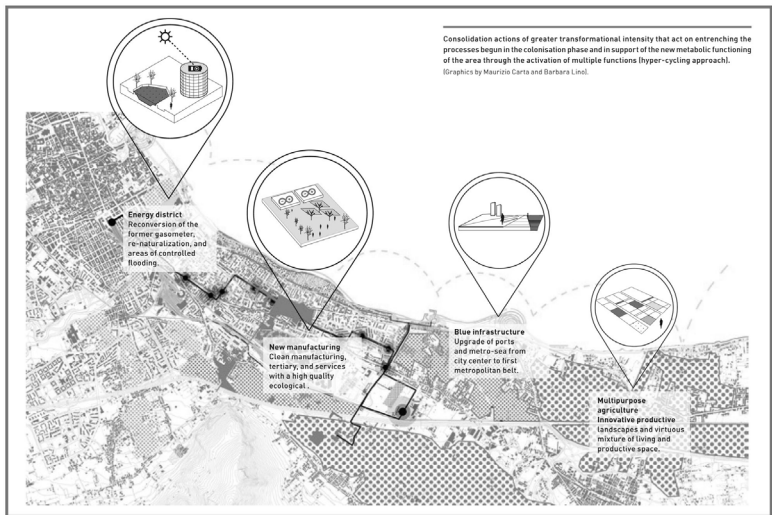 Consolidation actions of greater transformational intensity that act on entrenching the
processes begun in the colonisation phase and in support of the new metabolic functioning
of the area through the activation of multiple functions (hyper-cycling approach).
(Graphics by Maurizio Carta and Barbara Lino).
Energy district
Reconversion of the
former gasometer,
re-naturalization, and
areas of controlled
flooding.
New manufacturing
Clean manufacturing,
tertiary, and services
with a high quality
ecological .
Blue infrastructure
Upgrade of ports
and metro-sea from
city center to first
metropolitan belt.
Multipurpose
agriculture
Innovative productive
landscapes and virtuous
mixture of living and
productive space.